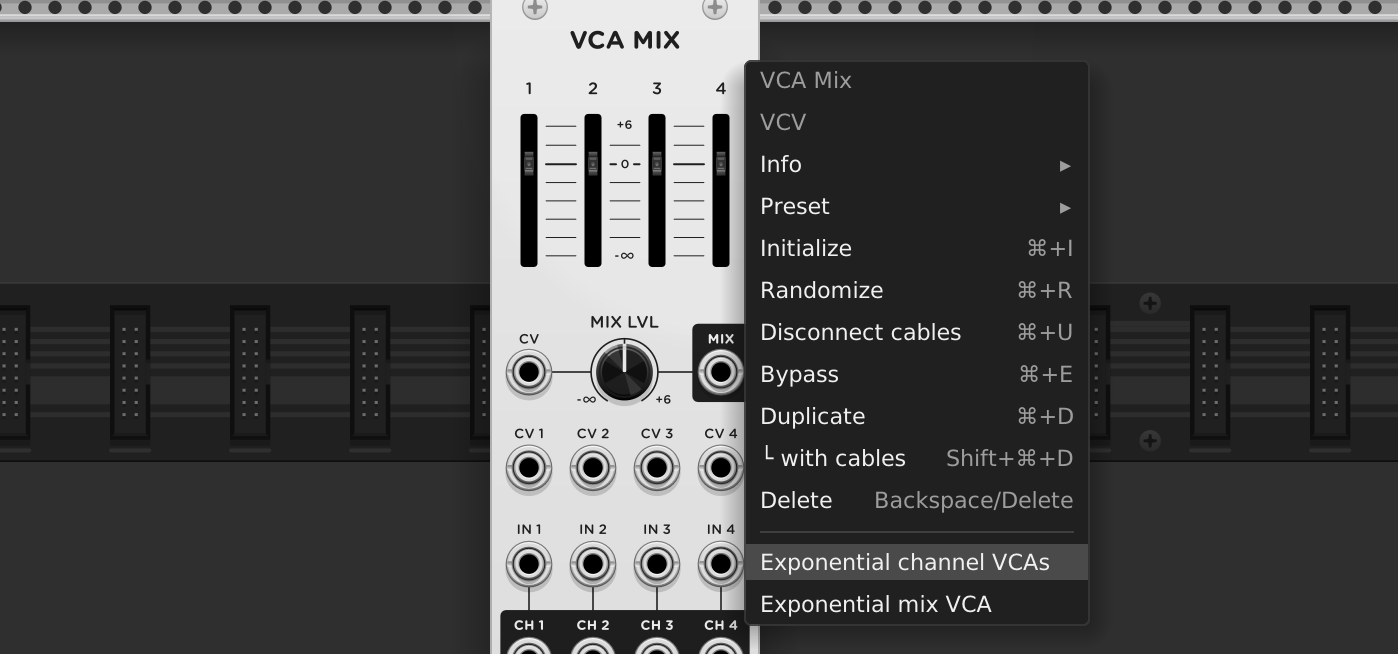 VCA MIX
1 2 3 4
+6
0
-∞
MIX LVL
CV
MIX
-∞ +6
CV 1 CV 2 CV 3 CV 4
IN 1 IN 2 IN 3 IN 4
CH 1 CH 2 CH 3 CH 4
VCA Mix
VCV
Info ▸
Preset ▸
Initialize ⌘+I
Randomize ⌘+R
Disconnect cables ⌘+U
Bypass ⌘+E
Duplicate ⌘+D
└ with cables Shift+⌘+D
Delete Backspace/Delete
Exponential channel VCAs
Exponential mix VCA